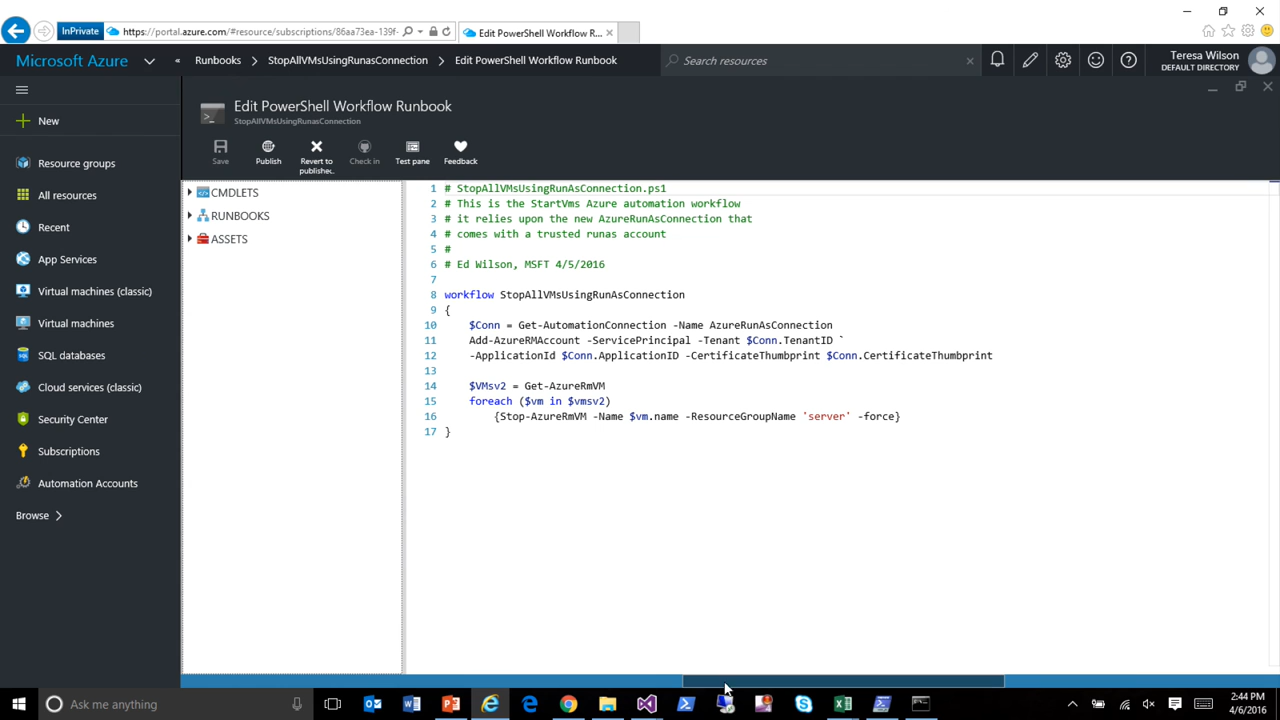 InPrivate
https://portal.azure.com/#resource/subscriptions/86aa73ea-139f-
Edit PowerShell Workflow R...
Microsoft Azure
Runbooks > StopAllVMsUsingRunasConnection > Edit PowerShell Workflow Runbook
Search resources
Teresa Wilson
DEFAULT DIRECTORY
Edit PowerShell Workflow Runbook
StopAllVMsUsingRunasConnection
Save
Publish
Revert to publishe..
Check in
Test pane
Feedback
New
Resource groups
All resources
Recent
App Services
Virtual machines (classic)
Virtual machines
SQL databases
Cloud services (classic)
Security Center
Subscriptions
Automation Accounts
Browse >
CMDLETS
RUNBOOKS
ASSETS
1 # StopAllVMsUsingRunAsConnection.ps1
2 # This is the StartVms Azure automation workflow
3 # it relies upon the new AzureRunAsConnection that
4 # comes with a trusted runas account
5 #
6 # Ed Wilson, MSFT 4/5/2016
7
8 workflow StopAllVMsUsingRunAsConnection
9 {
10 $Conn = Get-AutomationConnection -Name AzureRunAsConnection
11 Add-AzureRMAccount -ServicePrincipal -Tenant $Conn.TenantID `
12 -ApplicationId $Conn.ApplicationID -CertificateThumbprint $Conn.CertificateThumbprint
13
14 $VMsv2 = Get-AzureRmVM
15 foreach ($vm in $vmsv2)
16 {Stop-AzureRmVM -Name $vm.name -ResourceGroupName 'server' -force}
17 }
Ask me anything
2:44 PM
4/6/2016